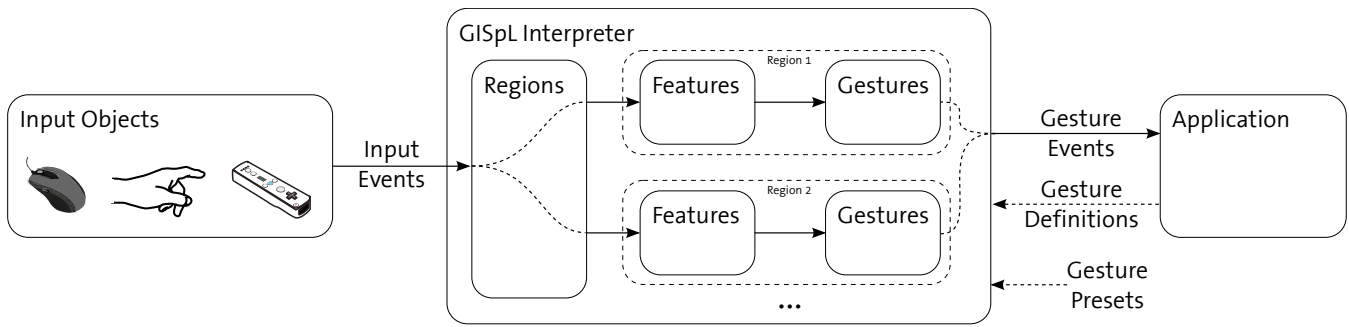 GISpL Interpreter
Input Objects
Input
Events
Regions
Region 1
Features
Gestures
Region 2
Features
Gestures
...
Gesture
Events
Gesture
Definitions
Gesture
Presets
Application